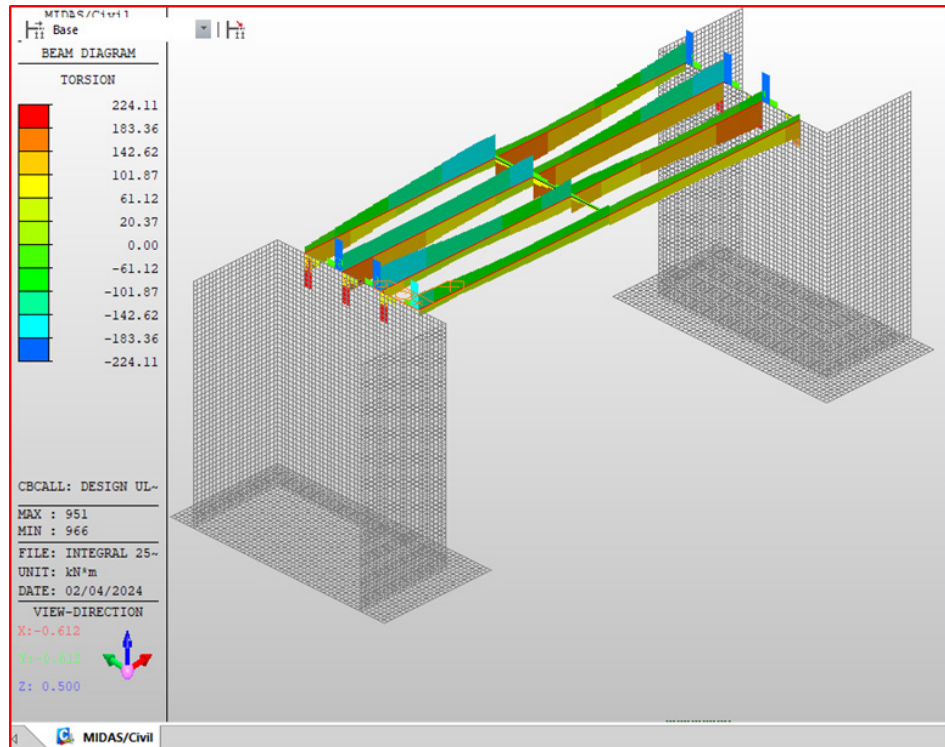 MIDAS/Civil
Base
BEAM DIAGRAM
TORSION
224.11
183.36
142.62
101.87
61.12
20.37
0.00
-61.12
-101.87
-142.62
-183.36
-224.11
CBCALL: DESIGN UL~
MAX : 951
MIN : 966
FILE: INTEGRAL 25~
UNIT: kN*m
DATE: 02/04/2024
VIEW-DIRECTION
X:-0.612
Z: 0.500
MIDAS/Civil